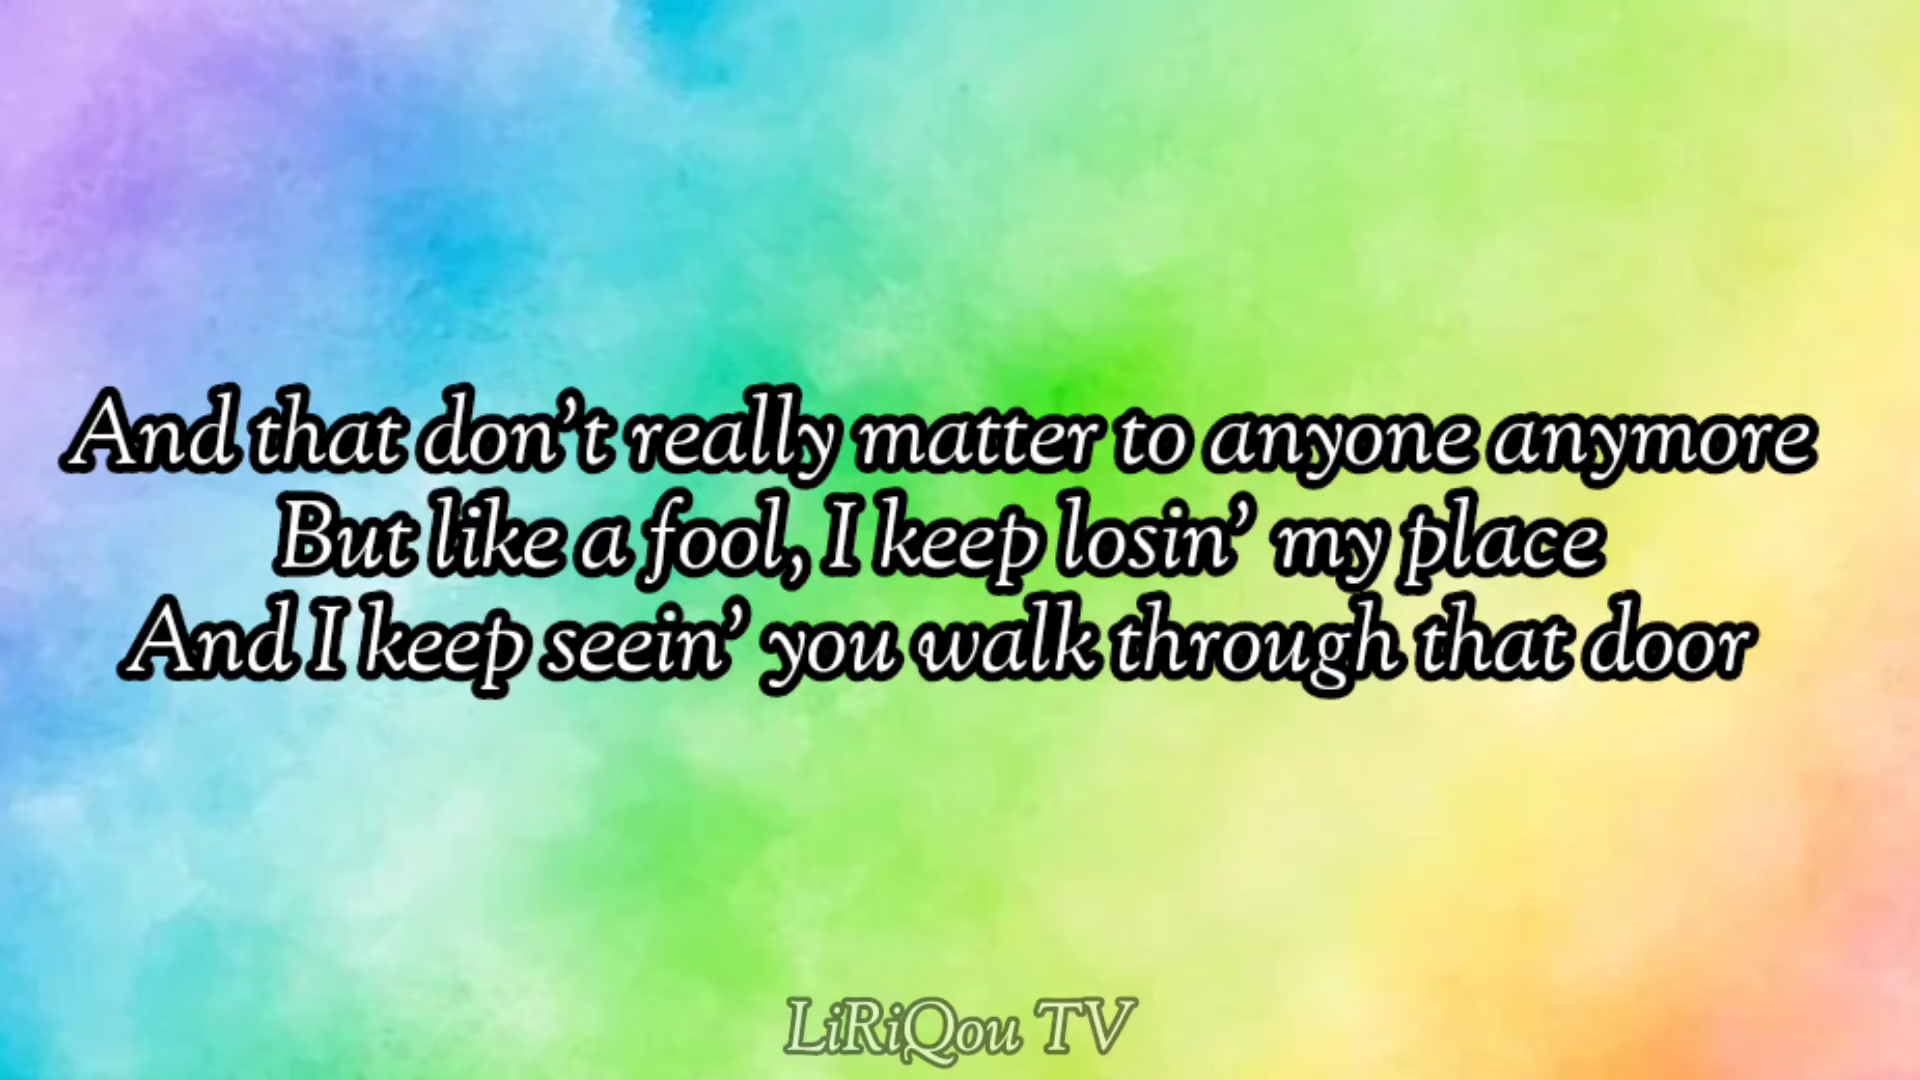 And that don’t really matter to anyone anymore
But like a fool, I keep losin’ my place
And I keep seein’ you walk through that door
LiRiQou TV